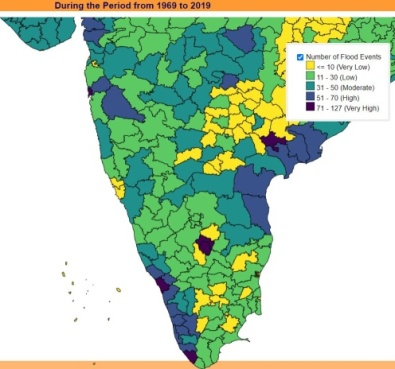 During the Period from 1969 to 2019
Number of Flood Events
<= 10 (Very Low)
11 - 30 (Low)
31 - 50 (Moderate)
51 - 70 (High)
71 - 127 (Very High)